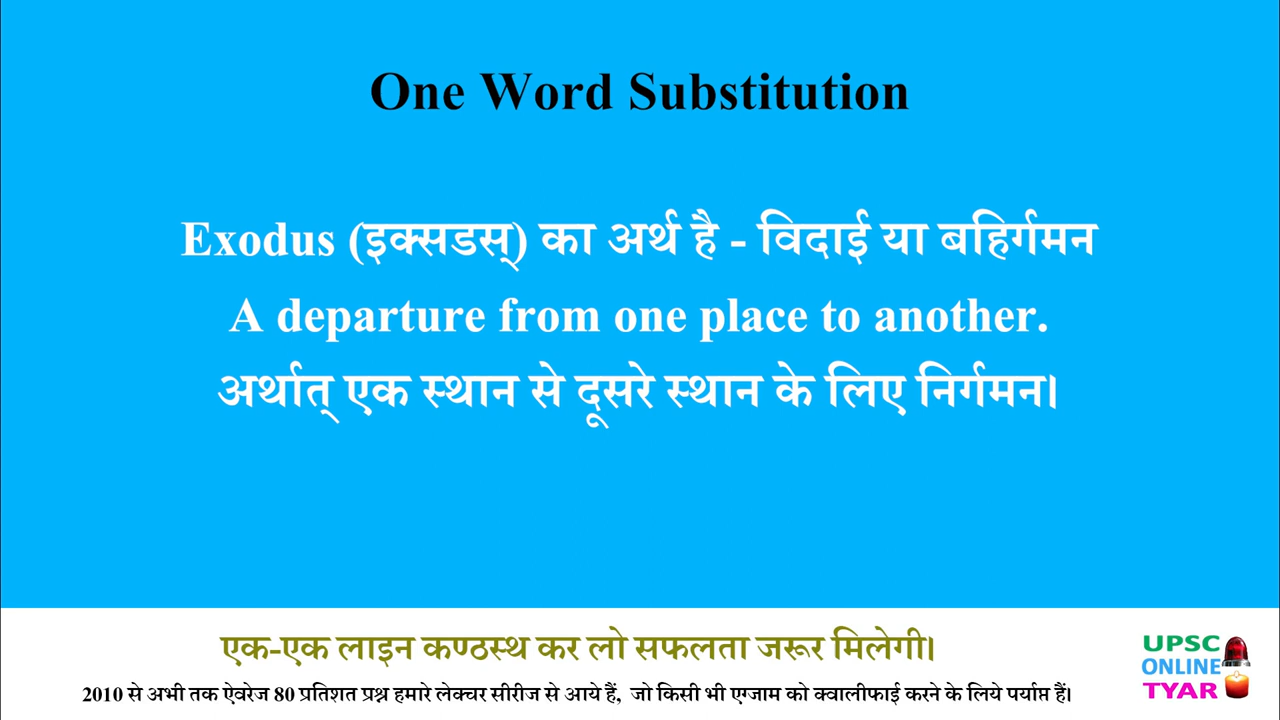 One Word Substitution
Exodus (इक्सडस्) का अर्थ है - विदाई या बहिर्गमन
A departure from one place to another.
अर्थात् एक स्थान से दूसरे स्थान के लिए निर्गमन।
एक-एक लाइन कण्ठस्थ कर लो सफलता जरूर मिलेगी।
2010 से अभी तक ऐवरेज 80 प्रतिशत प्रश्न हमारे लेक्चर सीरीज से आये हैं, जो किसी भी एग्जाम को क्वालीफाई करने के लिये पर्याप्त हैं।
UPSC
ONLINE
TYAR